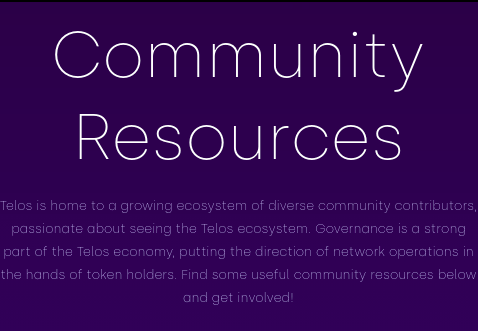 Community
Resources
Telos is home to a growing ecosystem of diverse community contributors,
passionate about seeing the Telos ecosystem. Governance is a strong
part of the Telos economy, putting the direction of network operations in
the hands of token holders. Find some useful community resources below
and get involved!